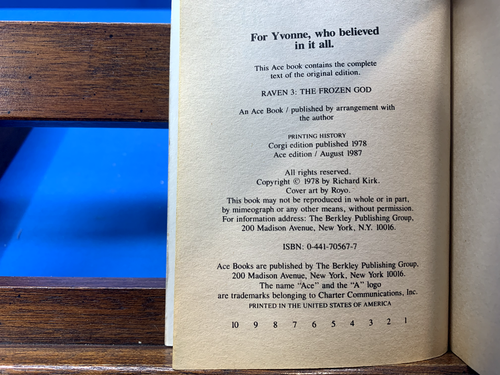 For Yvonne, who believed
in it all.
This Ace book contains the complete
text of the original edition.
RAVEN 3: THE FROZEN GOD
An Ace Book / published by arrangement with
the author
PRINTING HISTORY
Corgi edition published 1978
Ace edition / August 1987
All rights reserved.
Copyright © 1978 by Richard Kirk.
Cover art by Royo.
This book may not be reproduced in whole or in part,
by mimeograph or any other means, without permission.
For information address: The Berkley Publishing Group,
200 Madison Avenue, New York, N.Y. 10016.
ISBN: 0-441-70567-7
Ace Books are published by The Berkley Publishing Group,
200 Madison Avenue, New York, New York 10016.
The name "Ace" and the "A" logo
are trademarks belonging to Charter Communications, Inc.
PRINTED IN THE UNITED STATES OF AMERICA
10 9 8 7 6 5 4 3 2 1